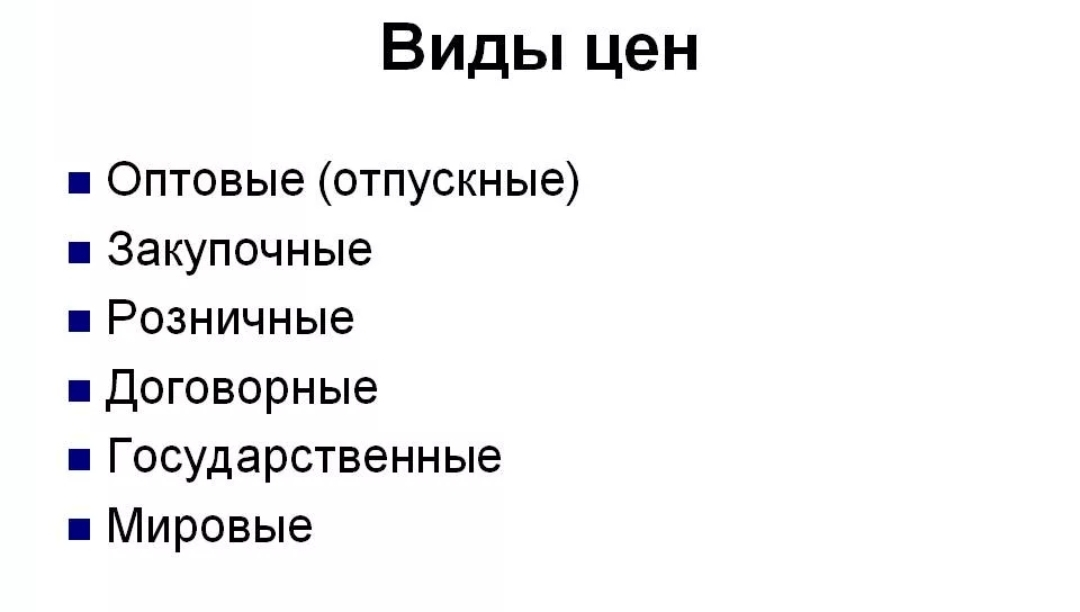 Виды цен
Оптовые (отпускные)
Закупочные
Розничные
Договорные
Государственные
Мировые